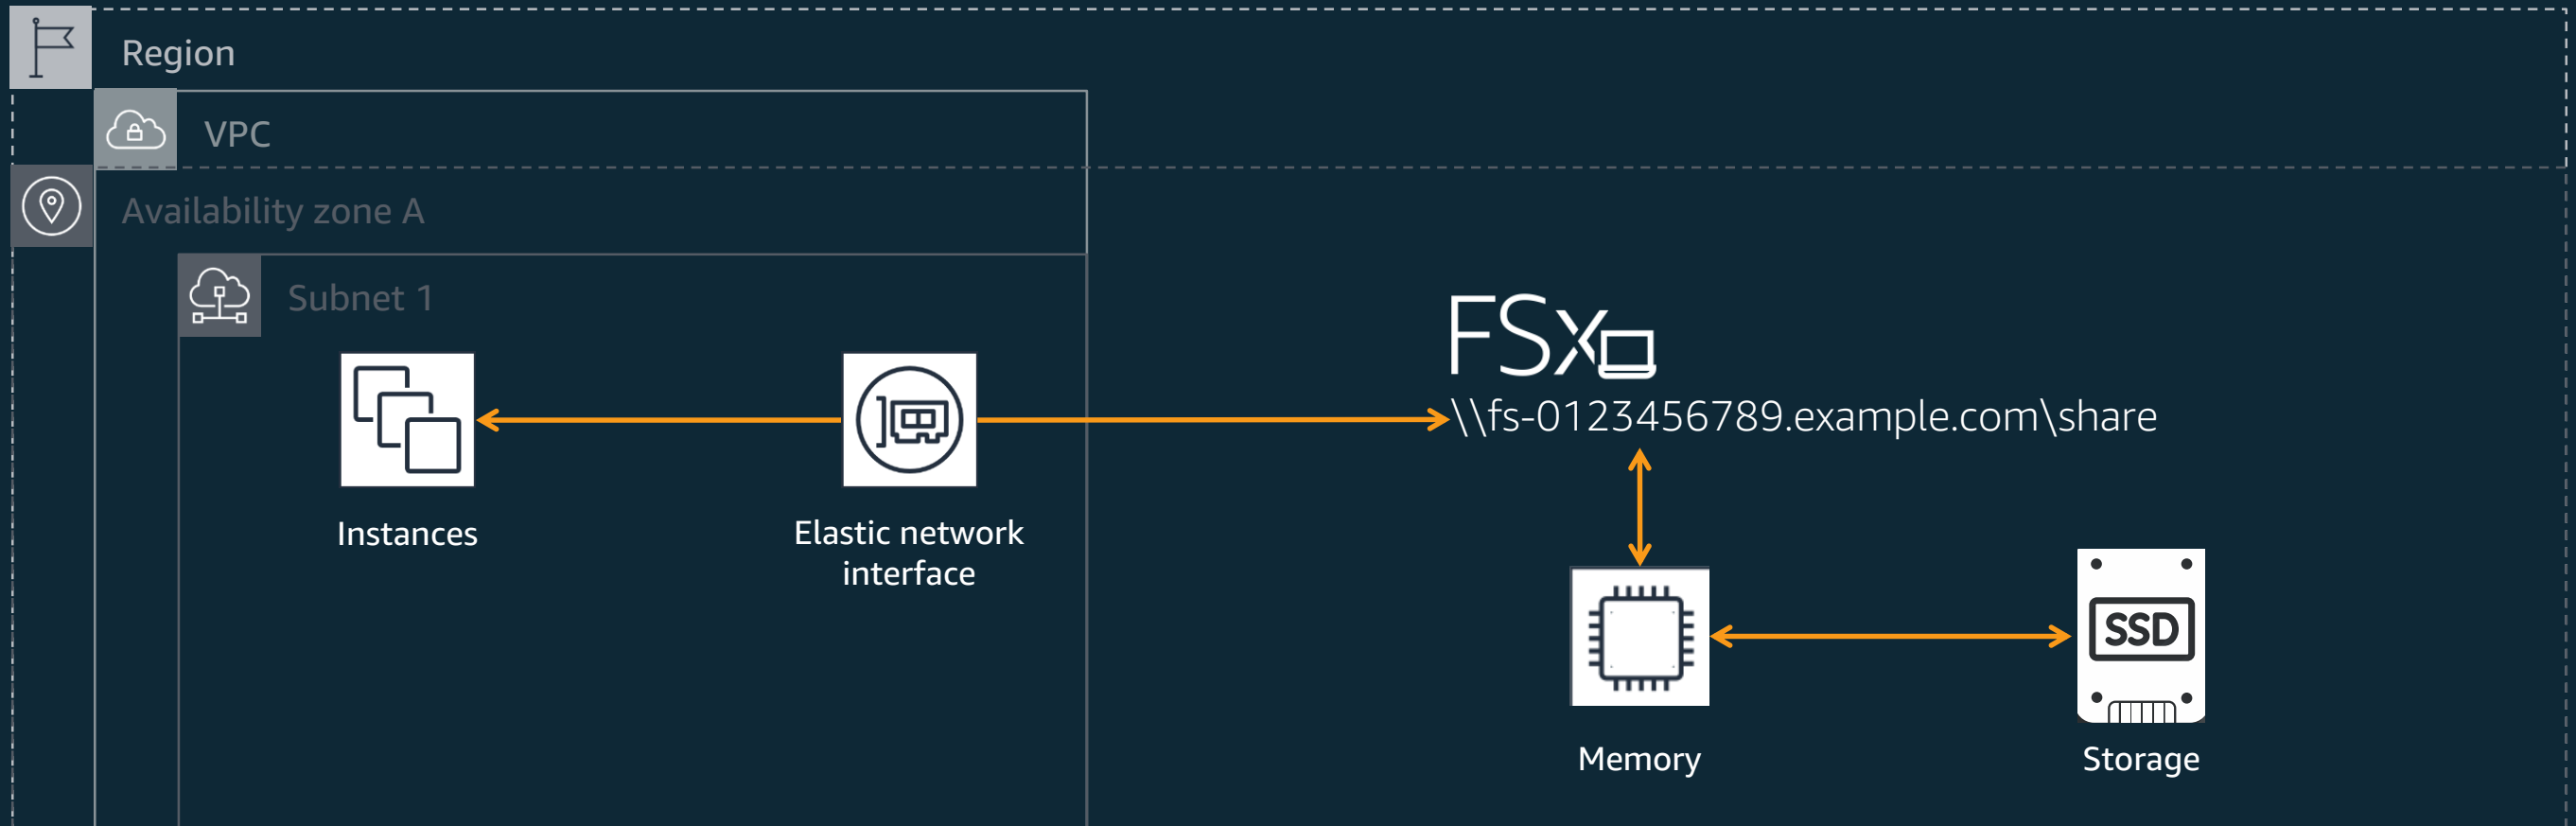 Region
VPC
Availability zone A
Subnet 1
FSx
\\fs-0123456789.example.com\share
Instances
Elastic network
interface
SSD
Memory
Storage